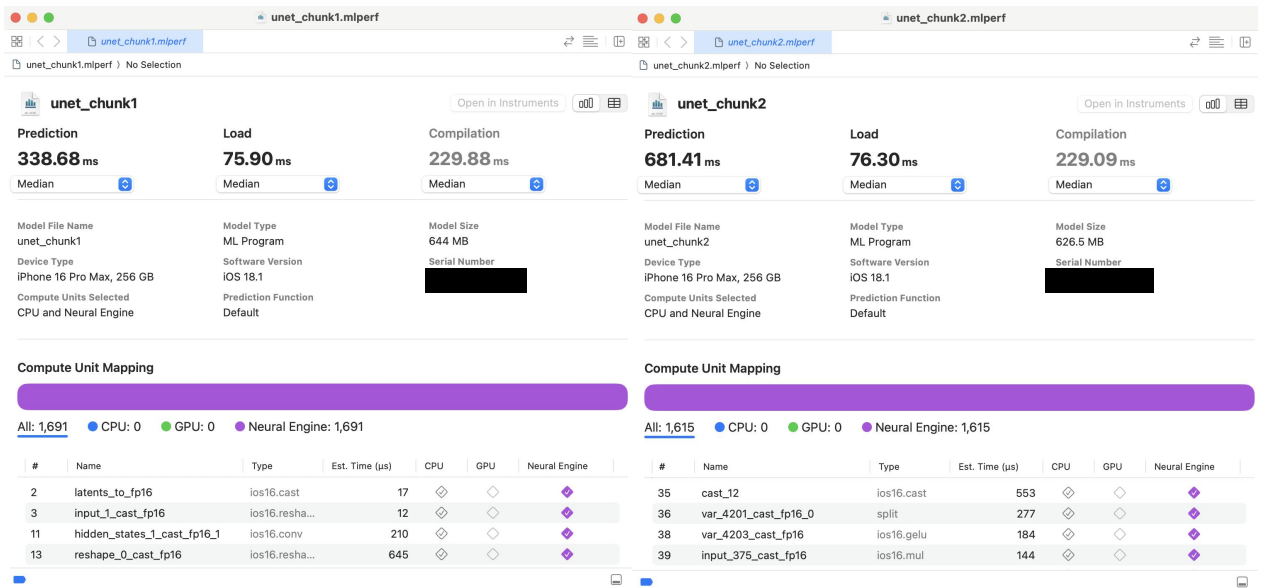 unet_chunk1.mlperf
unet_chunk1.mlperf
unet_chunk1.mlperf 〉 No Selection
unet_chunk1
Open in Instruments
Prediction Load Compilation
338.68 ms 75.90 ms 229.88 ms
Median Median Median
Model File Name Model Type Model Size
unet_chunk1 ML Program 644 MB
Device Type Software Version Serial Number
iPhone 16 Pro Max, 256 GB iOS 18.1
Compute Units Selected Prediction Function
CPU and Neural Engine Default
Compute Unit Mapping
All: 1,691 CPU: 0 GPU: 0 Neural Engine: 1,691
# Name Type Est. Time (µs) CPU GPU Neural Engine
2 latents_to_fp16 ios16.cast 17
3 input_1_cast_fp16 ios16.resha... 12
11 hidden_states_1_cast_fp16_1 ios16.conv 210
13 reshape_0_cast_fp16 ios16.resha... 645
unet_chunk2.mlperf
unet_chunk2.mlperf
unet_chunk2.mlperf 〉 No Selection
unet_chunk2
Open in Instruments
Prediction Load Compilation
681.41 ms 76.30 ms 229.09 ms
Median Median Median
Model File Name Model Type Model Size
unet_chunk2 ML Program 626.5 MB
Device Type Software Version Serial Number
iPhone 16 Pro Max, 256 GB iOS 18.1
Compute Units Selected Prediction Function
CPU and Neural Engine Default
Compute Unit Mapping
All: 1,615 CPU: 0 GPU: 0 Neural Engine: 1,615
# Name Type Est. Time (µs) CPU GPU Neural Engine
35 cast_12 ios16.cast 553
36 var_4201_cast_fp16_0 split 277
38 var_4203_cast_fp16 ios16.gelu 184
39 input_375_cast_fp16 ios16.mul 144